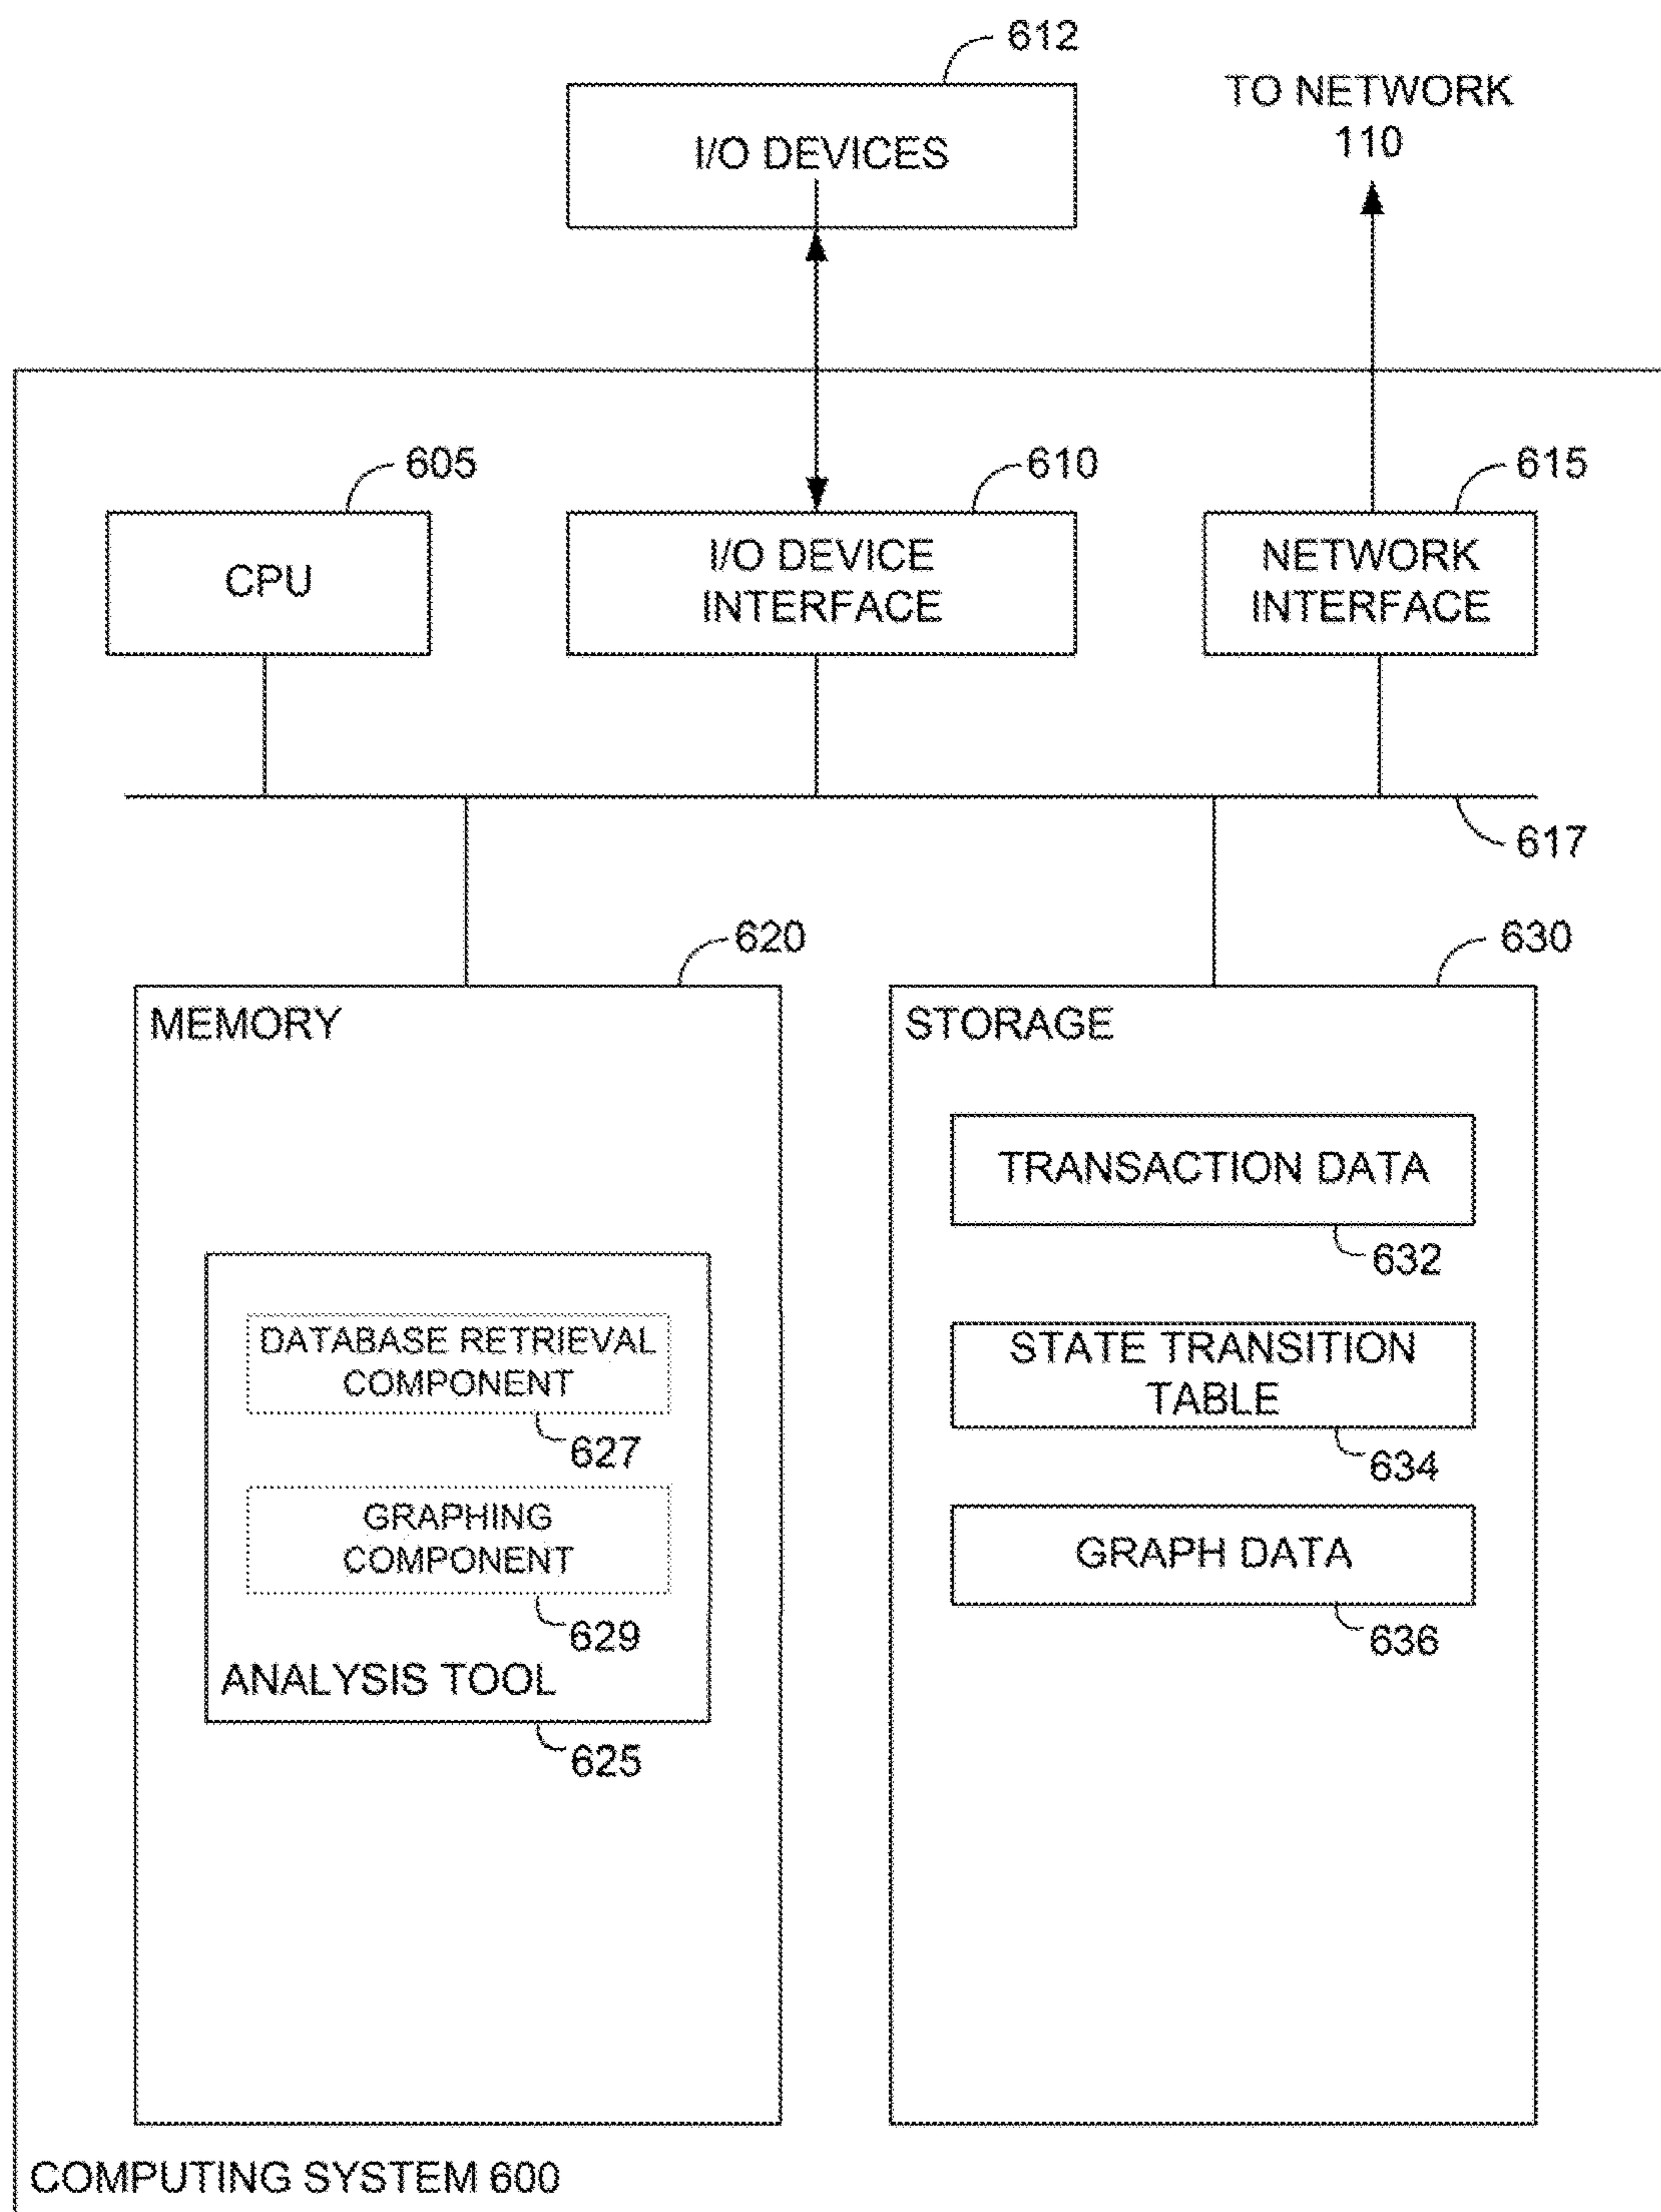 612
I/O DEVICES
TO NETWORK
110
605
610
615
CPU
I/O DEVICE
INTERFACE
NETWORK
INTERFACE
617
620
630
MEMORY
STORAGE
TRANSACTION DATA
632
DATABASE RETRIEVAL
COMPONENT
627
STATE TRANSITION
TABLE
634
GRAPHING
COMPONENT
629
GRAPH DATA
636
ANALYSIS TOOL
625
COMPUTING SYSTEM 600